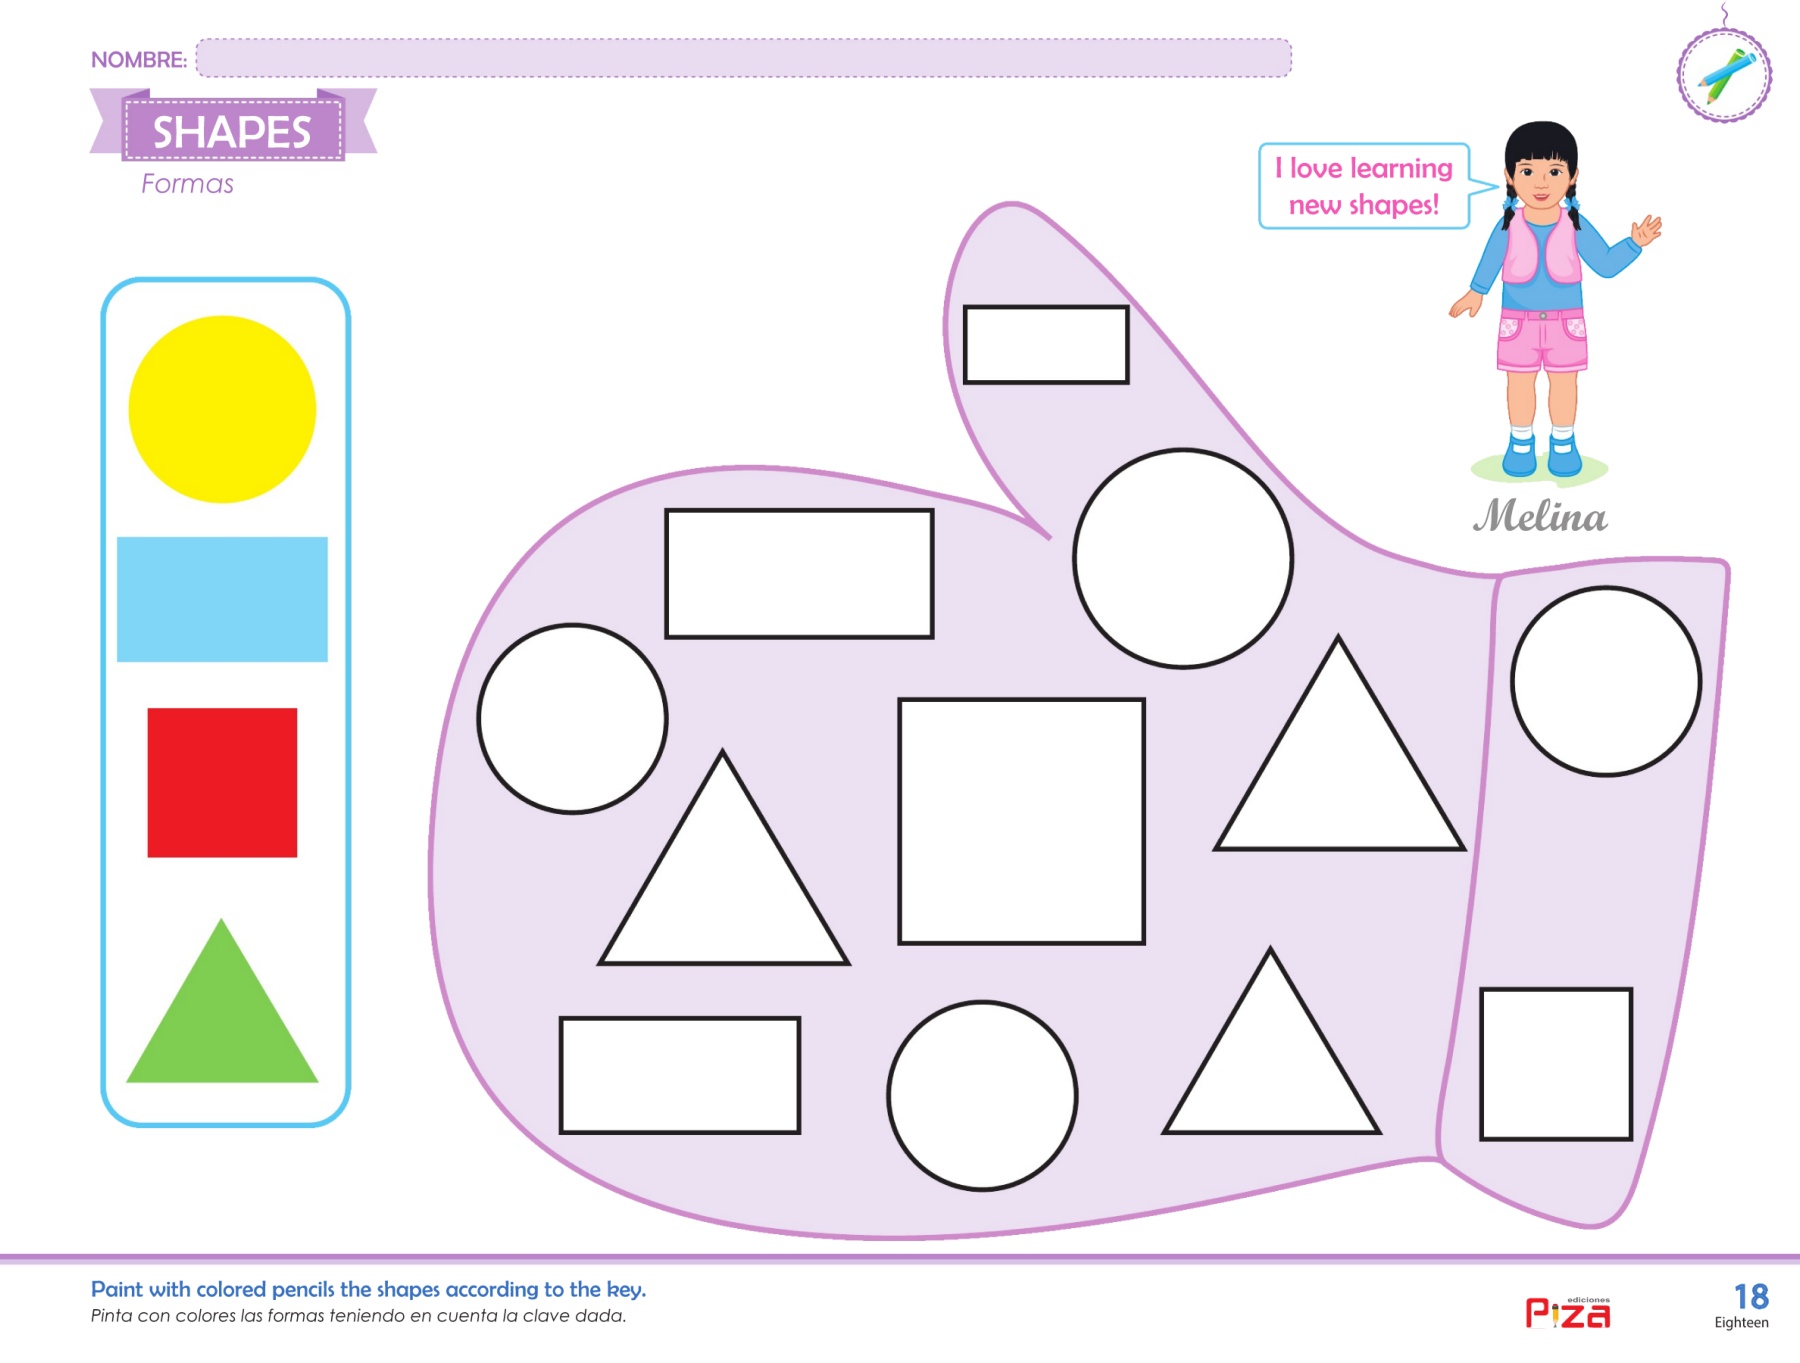 NOMBRE:
SHAPES
Formas
I love learning
new shapes!
Melina
Paint with colored pencils the shapes according to the key.
Pinta con colores las formas teniendo en cuenta la clave dada.
ediciones
Piza
18
Eighteen